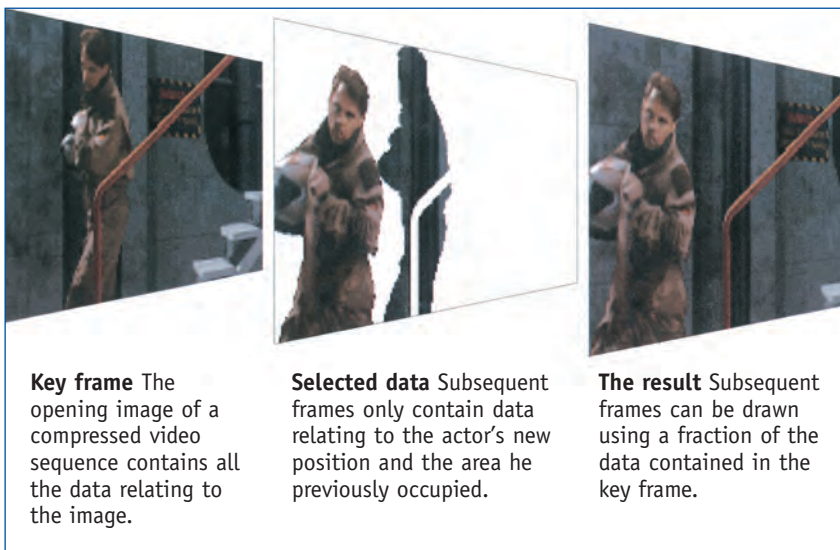 Key frame The
opening image of a
compressed video
sequence contains all
the data relating to
the image.
Selected data Subsequent
frames only contain data
relating to the actor's new
position and the area he
previously occupied.
The result Subsequent
frames can be drawn
using a fraction of the
data contained in the
key frame.